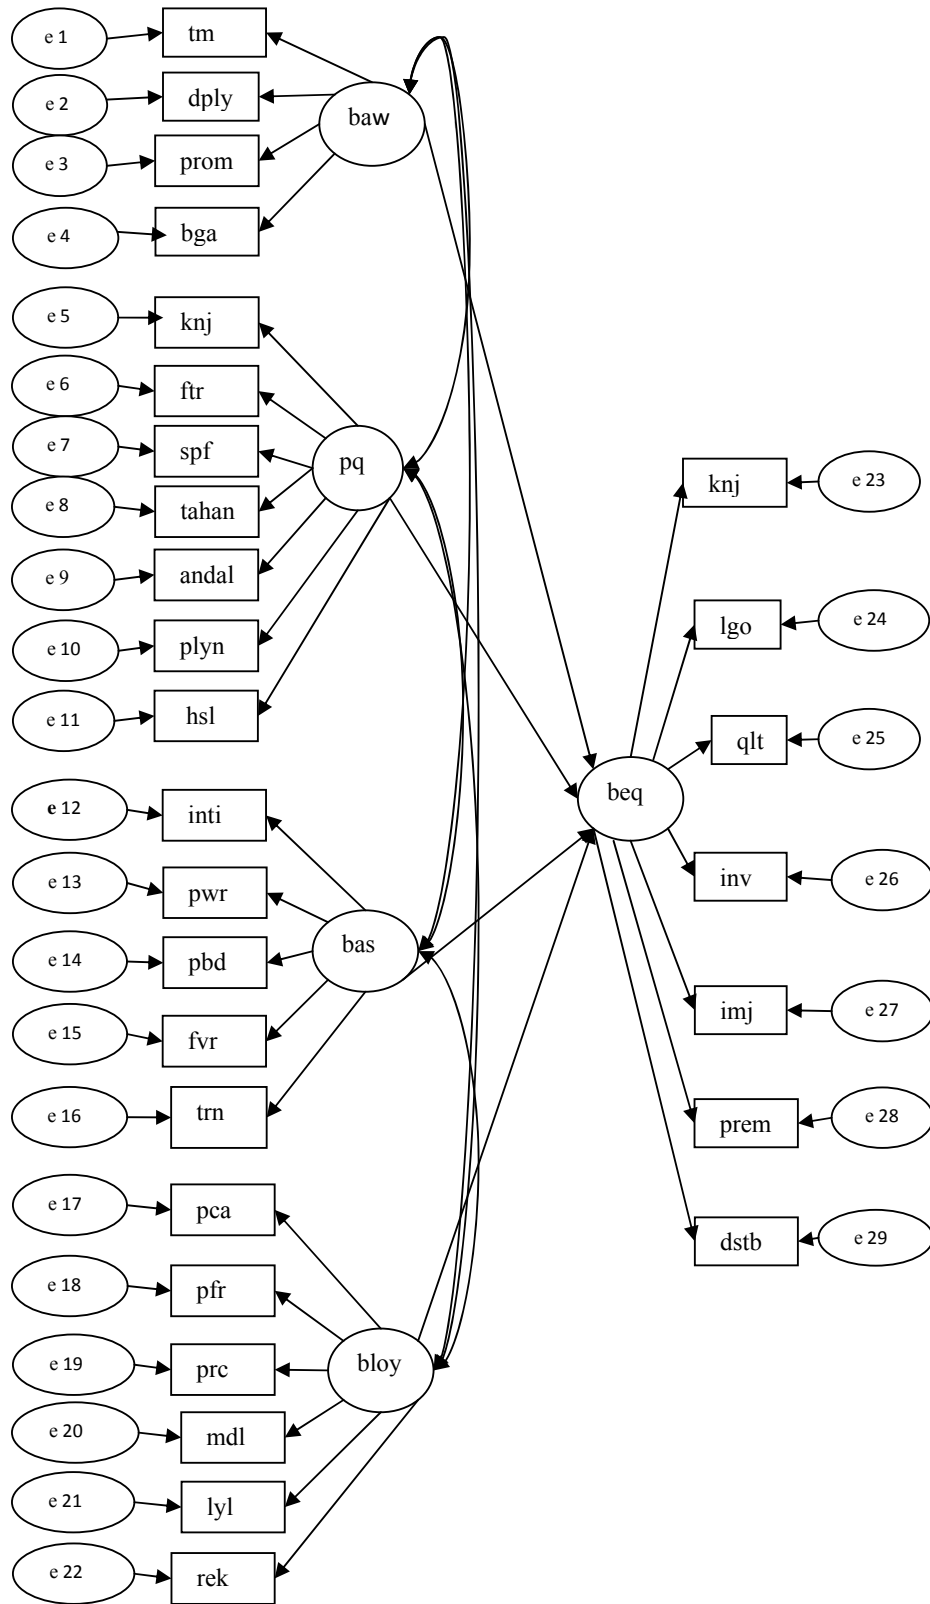 e 1
tm
e 2
dply
baw
e 3
prom
e 4
bga
e 5
knj
e 6
ftr
e 7
spf
pq
e 8
tahan
e 9
andal
e 10
plyn
e 11
hsl
e 12
inti
e 13
pwr
bas
e 14
pbd
e 15
fvr
e 16
trn
e 17
pca
e 18
pfr
bloy
e 19
prc
e 20
mdl
e 21
lyl
e 22
rek
beq
knj
e 23
lgo
e 24
qlt
e 25
inv
e 26
imj
e 27
prem
e 28
dstb
e 29